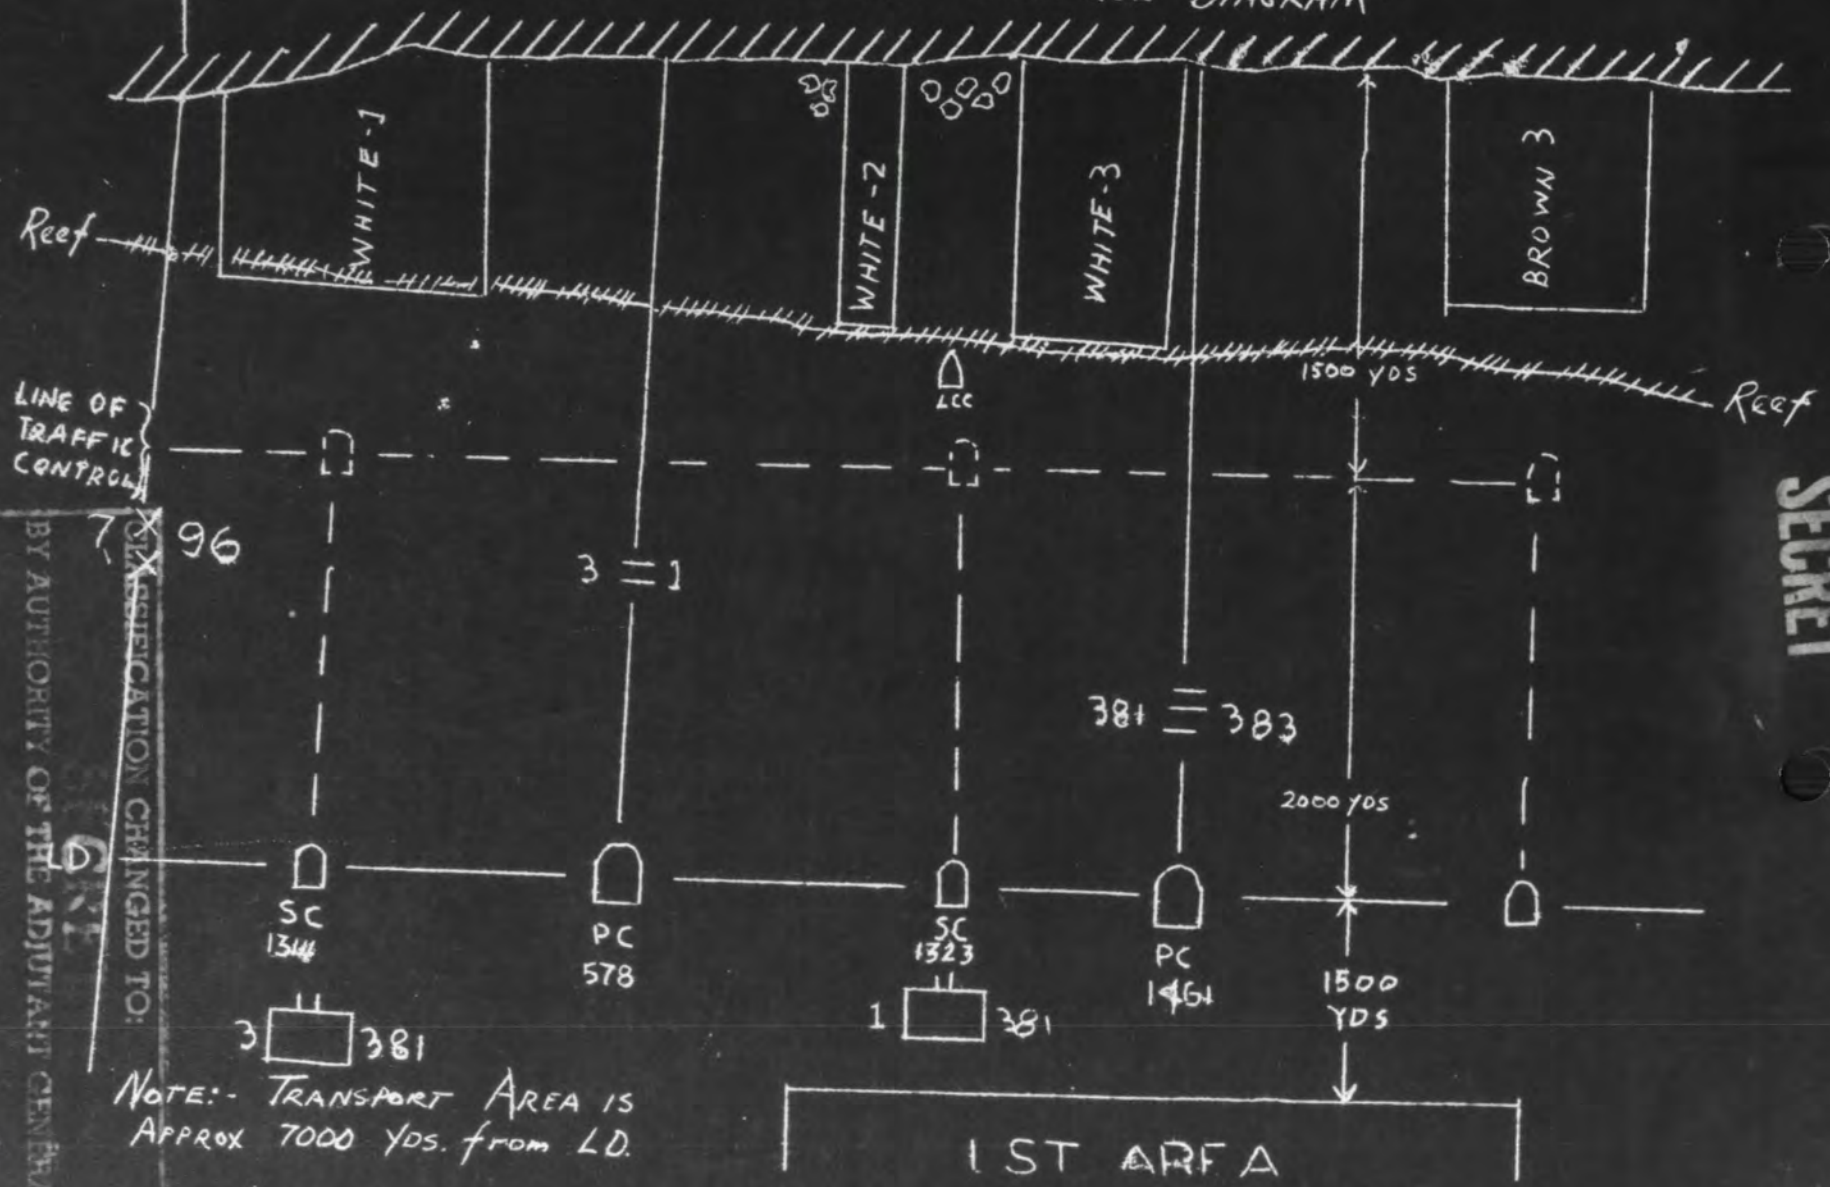 DIAGRAM
WHITE-1
WHITE-2
WHITE-3
BROWN 3
Reef
LCC
1500 YDS
Reef
LINE OF
TRAFFIC
CONTROL
SECRET
7 96
3 1
381 383
2000 YDS
LD
SC
PC
578
SC
1323
PC
1461
1500
YDS
3 381
1 381
NOTE:- TRANSPORT AREA IS
APPROX 7000 YDS. from LD.
LST AREA
CLASSIFICATION CHANGED TO:
BY AUTHORITY OF THE ADJUTANT